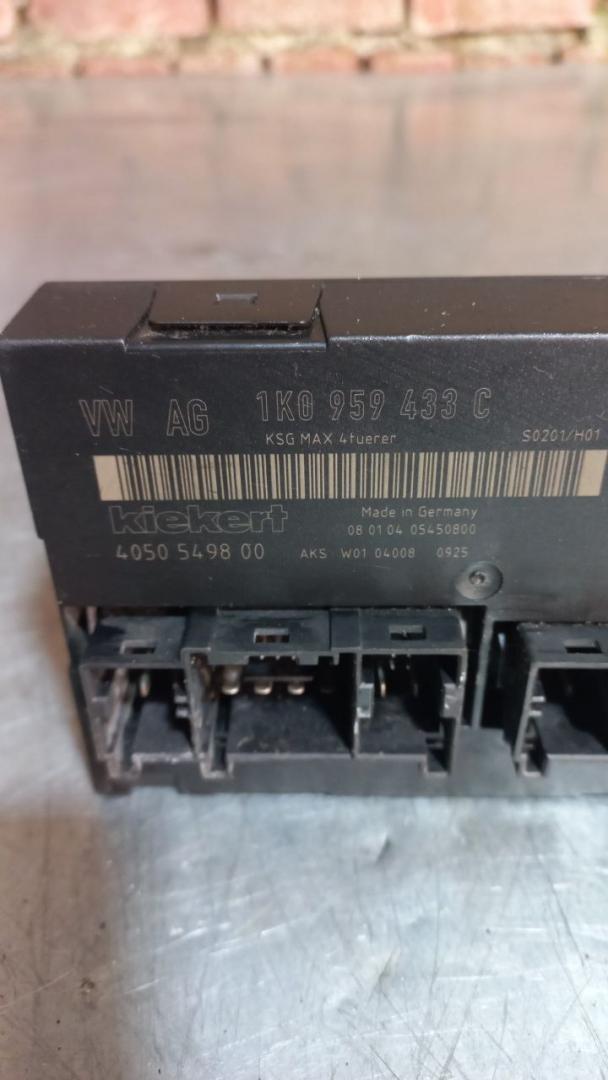 VW AG 1K0 959 433 C
KSG MAX 4tuerer S0201/H01
kiekert Made in Germany
08 01 04 05450800
4050 5498 00 AKS W01 04008 0925